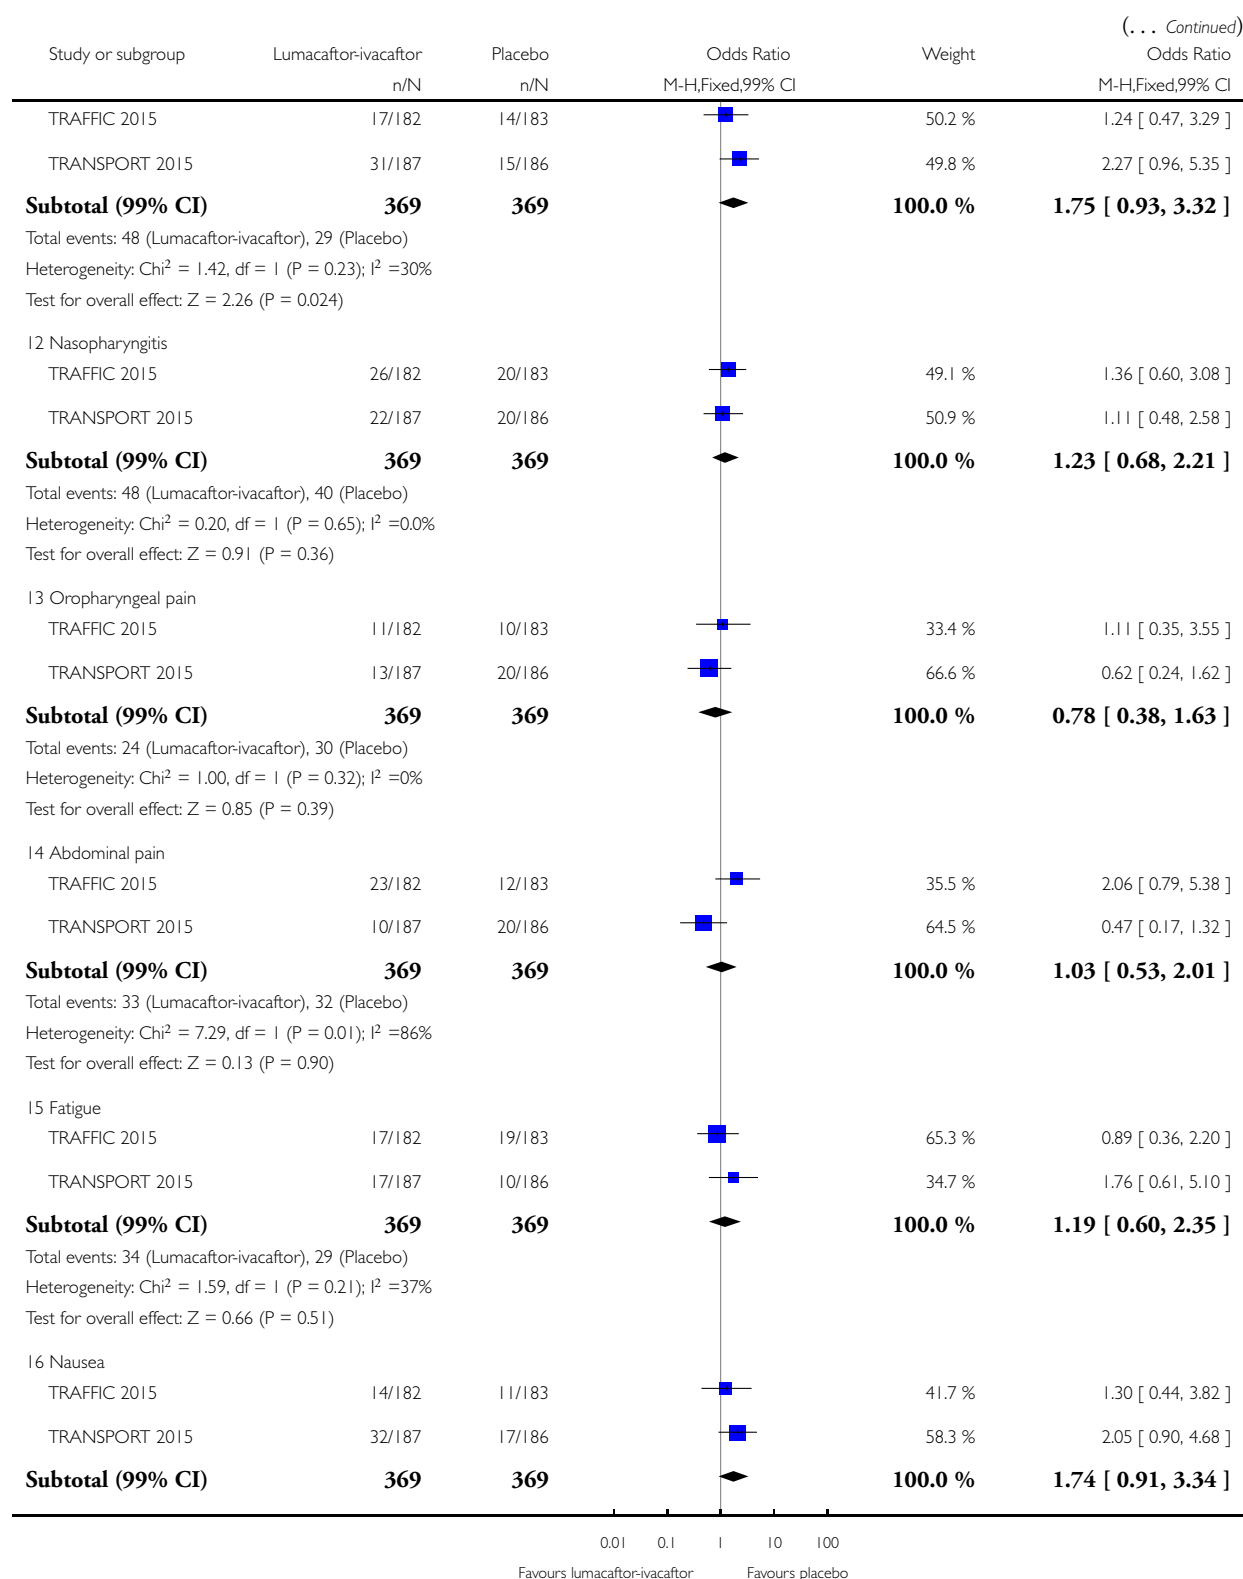 (... Continued)
Study or subgroup Lumacaftor-ivacaftor Placebo Odds Ratio Weight Odds Ratio
n/N n/N M-H,Fixed,99% CI M-H,Fixed,99% CI
TRAFFIC 2015 17/182 14/183 50.2 % 1.24 [ 0.47, 3.29 ]
TRANSPORT 2015 31/187 15/186 49.8 % 2.27 [ 0.96, 5.35 ]
Subtotal (99% CI) 369 369 100.0 % 1.75 [ 0.93, 3.32 ]
Total events: 48 (Lumacaftor-ivacaftor), 29 (Placebo)
Heterogeneity: Chi² = 1.42, df = 1 (P = 0.23); I² =30%
Test for overall effect: Z = 2.26 (P = 0.024)
12 Nasopharyngitis
TRAFFIC 2015 26/182 20/183 49.1 % 1.36 [ 0.60, 3.08 ]
TRANSPORT 2015 22/187 20/186 50.9 % 1.11 [ 0.48, 2.58 ]
Subtotal (99% CI) 369 369 100.0 % 1.23 [ 0.68, 2.21 ]
Total events: 48 (Lumacaftor-ivacaftor), 40 (Placebo)
Heterogeneity: Chi² = 0.20, df = 1 (P = 0.65); I² =0.0%
Test for overall effect: Z = 0.91 (P = 0.36)
13 Oropharyngeal pain
TRAFFIC 2015 11/182 10/183 33.4 % 1.11 [ 0.35, 3.55 ]
TRANSPORT 2015 13/187 20/186 66.6 % 0.62 [ 0.24, 1.62 ]
Subtotal (99% CI) 369 369 100.0 % 0.78 [ 0.38, 1.63 ]
Total events: 24 (Lumacaftor-ivacaftor), 30 (Placebo)
Heterogeneity: Chi² = 1.00, df = 1 (P = 0.32); I² =0%
Test for overall effect: Z = 0.85 (P = 0.39)
14 Abdominal pain
TRAFFIC 2015 23/182 12/183 35.5 % 2.06 [ 0.79, 5.38 ]
TRANSPORT 2015 10/187 20/186 64.5 % 0.47 [ 0.17, 1.32 ]
Subtotal (99% CI) 369 369 100.0 % 1.03 [ 0.53, 2.01 ]
Total events: 33 (Lumacaftor-ivacaftor), 32 (Placebo)
Heterogeneity: Chi² = 7.29, df = 1 (P = 0.01); I² =86%
Test for overall effect: Z = 0.13 (P = 0.90)
15 Fatigue
TRAFFIC 2015 17/182 19/183 65.3 % 0.89 [ 0.36, 2.20 ]
TRANSPORT 2015 17/187 10/186 34.7 % 1.76 [ 0.61, 5.10 ]
Subtotal (99% CI) 369 369 100.0 % 1.19 [ 0.60, 2.35 ]
Total events: 34 (Lumacaftor-ivacaftor), 29 (Placebo)
Heterogeneity: Chi² = 1.59, df = 1 (P = 0.21); I² =37%
Test for overall effect: Z = 0.66 (P = 0.51)
16 Nausea
TRAFFIC 2015 14/182 11/183 41.7 % 1.30 [ 0.44, 3.82 ]
TRANSPORT 2015 32/187 17/186 58.3 % 2.05 [ 0.90, 4.68 ]
Subtotal (99% CI) 369 369 100.0 % 1.74 [ 0.91, 3.34 ]
0.01 0.1 1 10 100
Favours lumacaftor-ivacaftor Favours placebo